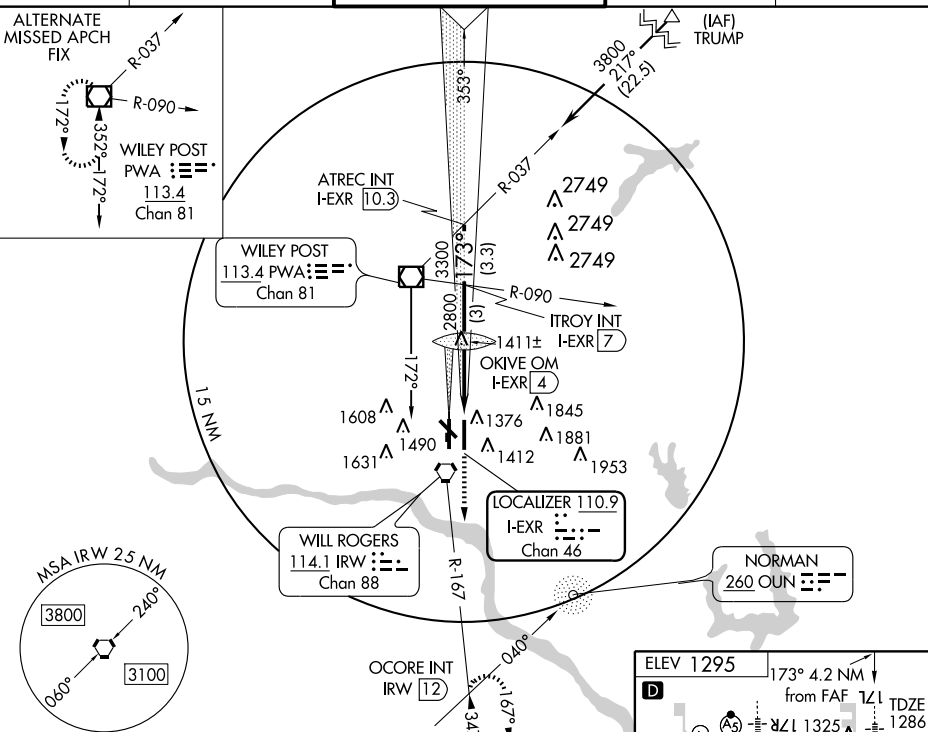 ALTERNATE
MISSED APCH
FIX
R-037
R-090
172°
352°
172°
WILEY POST
PWA
113.4
Chan 81
(IAF)
TRUMP
3800
217°
(22.5)
353°
R-037
ATREC INT
I-EXR 10.3
2749
2749
2749
WILEY POST
113.4 PWA
Chan 81
3300
173°
(3.3)
R-090
2800
(3)
ITROY INT
I-EXR 7
1411±
OKIVE OM
I-EXR 4
172°
15 NM
1608
1490
1631
1376
1412
1845
1881
1953
LOCALIZER 110.9
I-EXR
Chan 46
WILL ROGERS
114.1 IRW
Chan 88
R-167
NORMAN
260 OUN
MSA IRW 25 NM
3800
240°
060°
3100
OCORE INT
IRW 12
040°
167°
ELEV 1295
D
173° 4.2 NM
from FAF
17L
TDZE
1286
A5
17R
1325